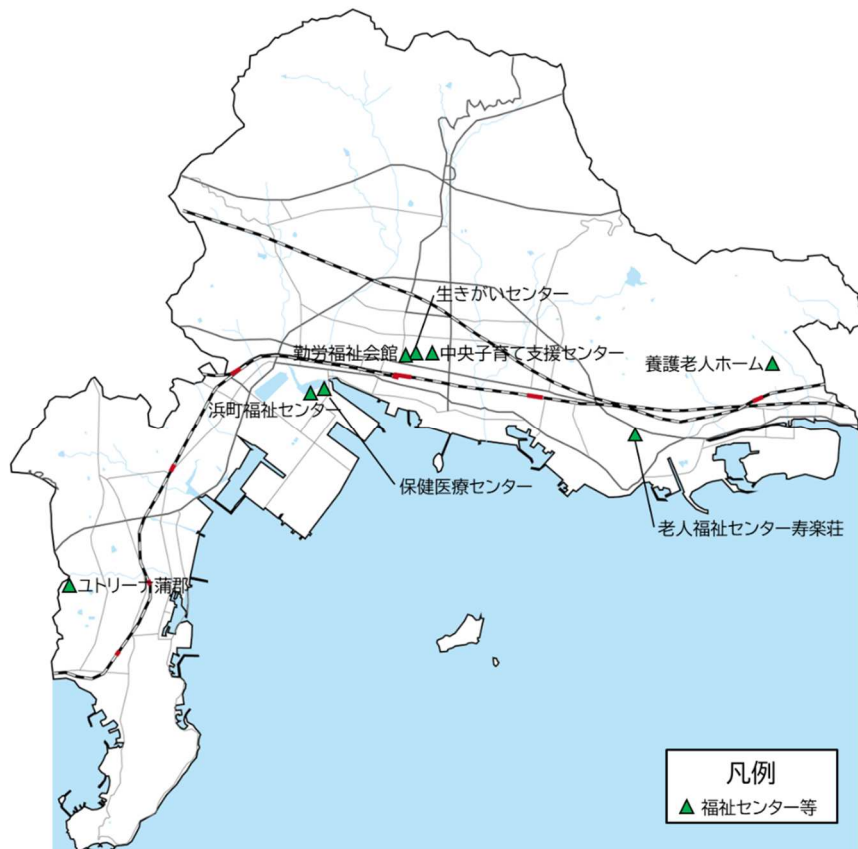 生きがいセンター
勤労福祉会館
中央子育て支援センター
養護老人ホーム
浜町福祉センター
保健医療センター
老人福祉センター寿楽荘
ユトリーナ蒲郡
凡例
福祉センター等